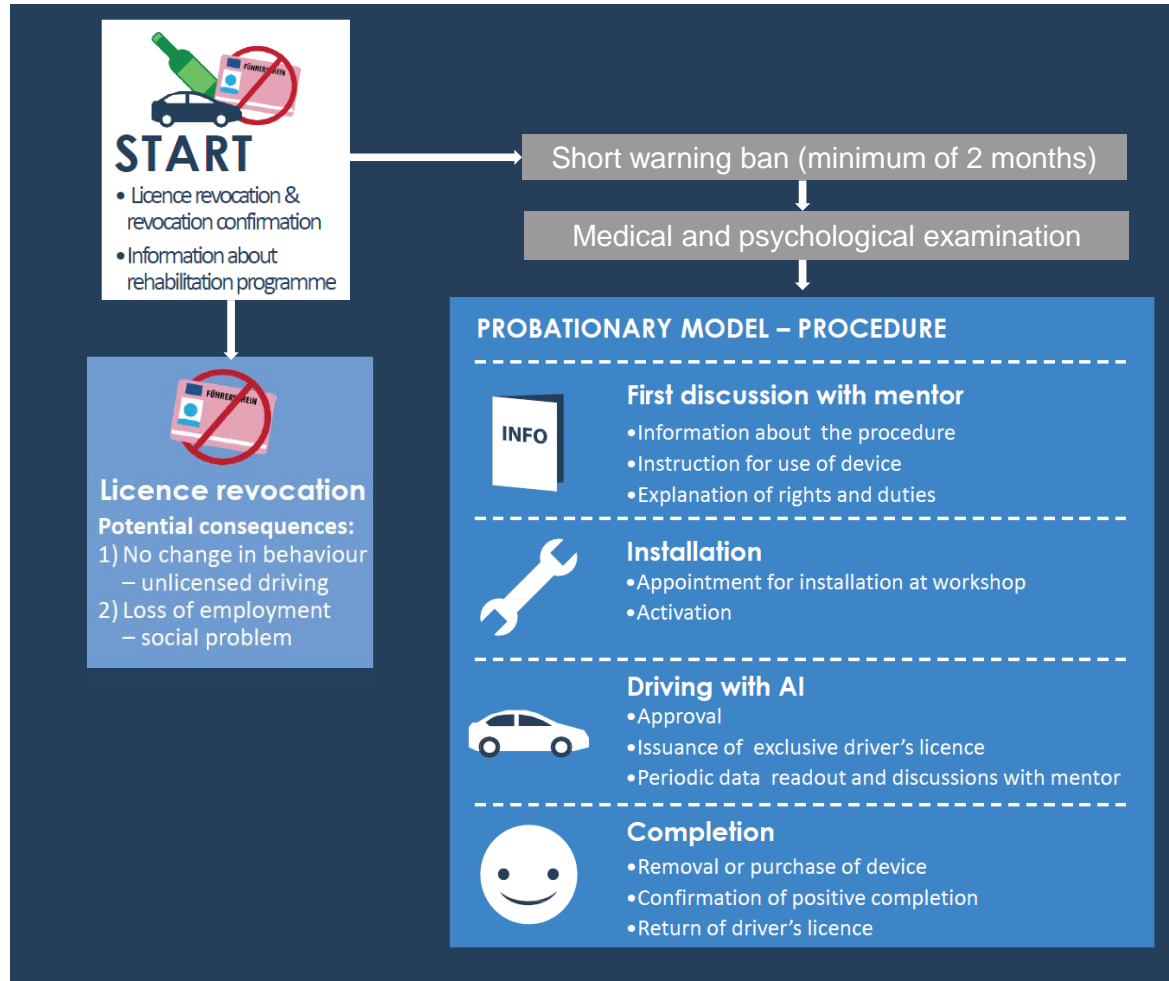 FÜHRERSCHEIN
START
• Licence revocation &
revocation confirmation
• Information about
rehabilitation programme
Short warning ban (minimum of 2 months)
Medical and psychological examination
FÜHRERSCHEIN
Licence revocation
Potential consequences:
1) No change in behaviour
– unlicensed driving
2) Loss of employment
– social problem
PROBATIONARY MODEL – PROCEDURE
INFO
First discussion with mentor
•Information about the procedure
•Instruction for use of device
•Explanation of rights and duties
Installation
•Appointment for installation at workshop
•Activation
Driving with AI
•Approval
•Issuance of exclusive driver’s licence
•Periodic data readout and discussions with mentor
Completion
•Removal or purchase of device
•Confirmation of positive completion
•Return of driver’s licence